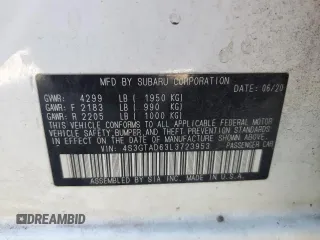 MFD BY SUBARU CORPORATION
DATE: 06/20
GVWR: 4299 LB ( 1950 KG)
GAWR: F 2183 LB ( 990 KG)
GAWR: R 2205 LB ( 1000 KG)
THIS VEHICLE CONFORMS TO ALL APPLICABLE FEDERAL MOTOR
VEHICLE SAFETY, BUMPER, AND THEFT PREVENTION STANDARDS
IN EFFECT ON THE DATE OF MANUFACTURE SHOWN ABOVE.
VIN: 4S3GTAD63L3723953 PASSENGER CAR
ASSEMBLED BY SIA INC. MADE IN U.S.A.